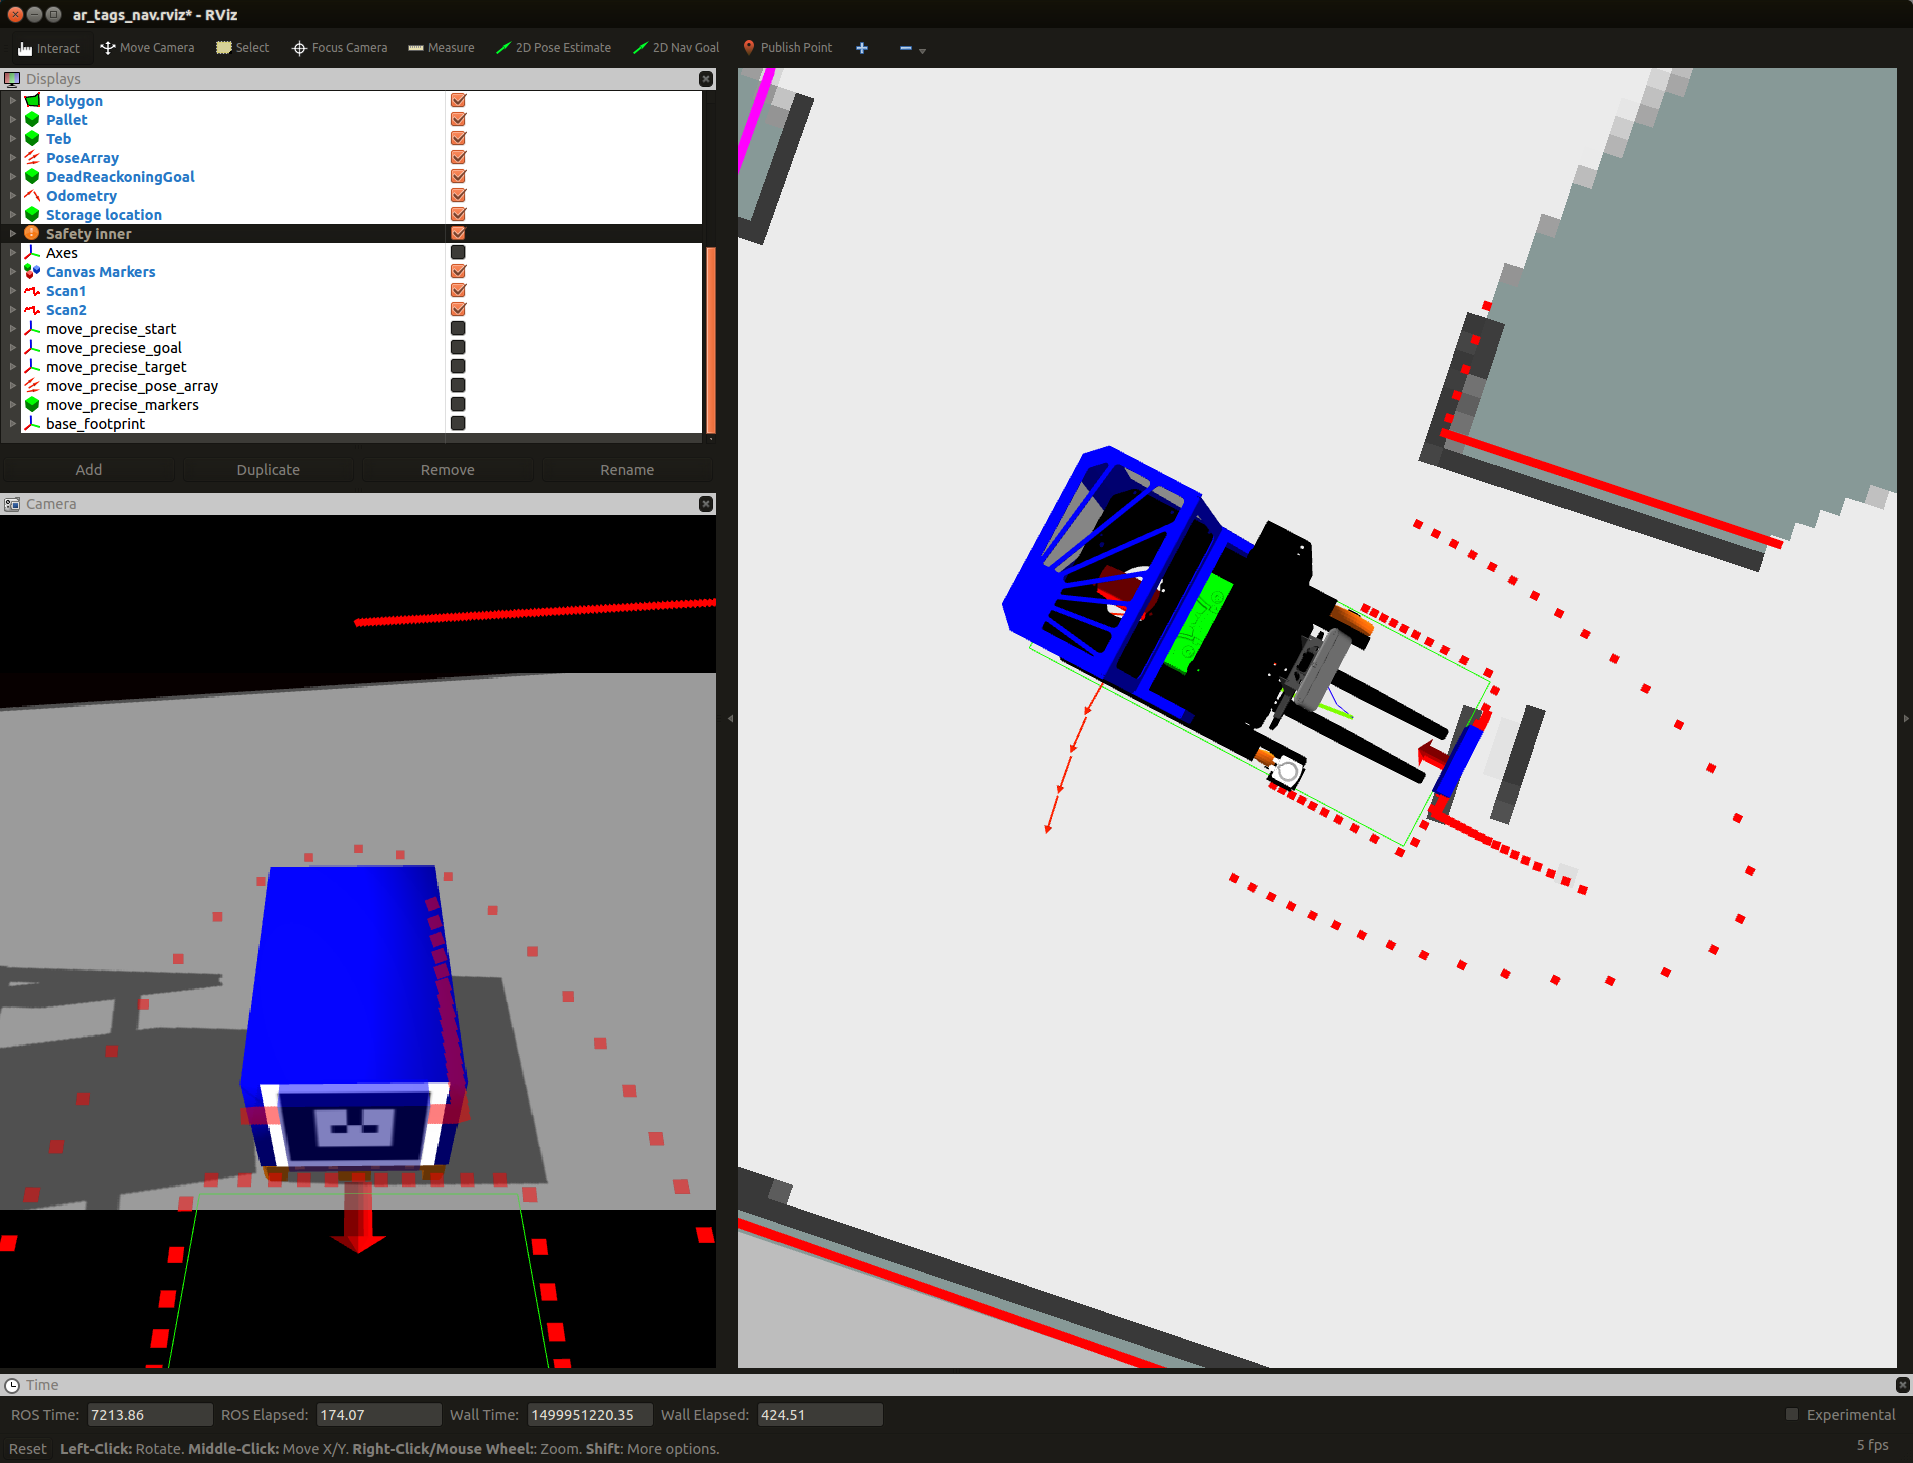 ar_tags_nav.rviz* - RViz
Interact Move Camera Select Focus Camera Measure 2D Pose Estimate 2D Nav Goal Publish Point
Displays
Polygon
Pallet
Teb
PoseArray
DeadReackoningGoal
Odometry
Storage location
Safety inner
Axes
Canvas Markers
Scan1
Scan2
move_precise_start
move_preciese_goal
move_precise_target
move_precise_pose_array
move_precise_markers
base_footprint
Add Duplicate Remove Rename
Camera
Time
ROS Time: 7213.86 ROS Elapsed: 174.07 Wall Time: 1499951220.35 Wall Elapsed: 424.51 Experimental
Reset Left-Click: Rotate. Middle-Click: Move X/Y. Right-Click/Mouse Wheel:: Zoom. Shift: More options. 5 fps